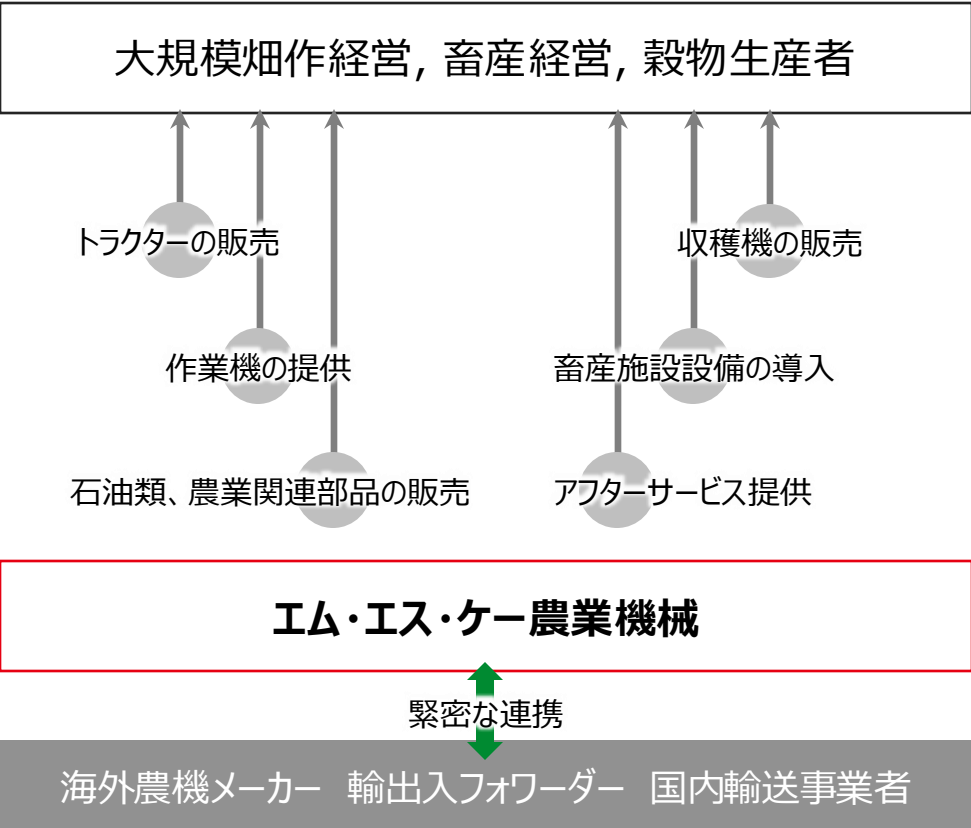 大規模畑作経営, 畜産経営, 穀物生産者
トラクターの販売
収穫機の販売
作業機の提供
畜産施設設備の導入
石油類、農業関連部品の販売
アフターサービス提供
エム・エス・ケー農業機械
緊密な連携
海外農機メーカー 輸出入フォワーダー 国内輸送事業者